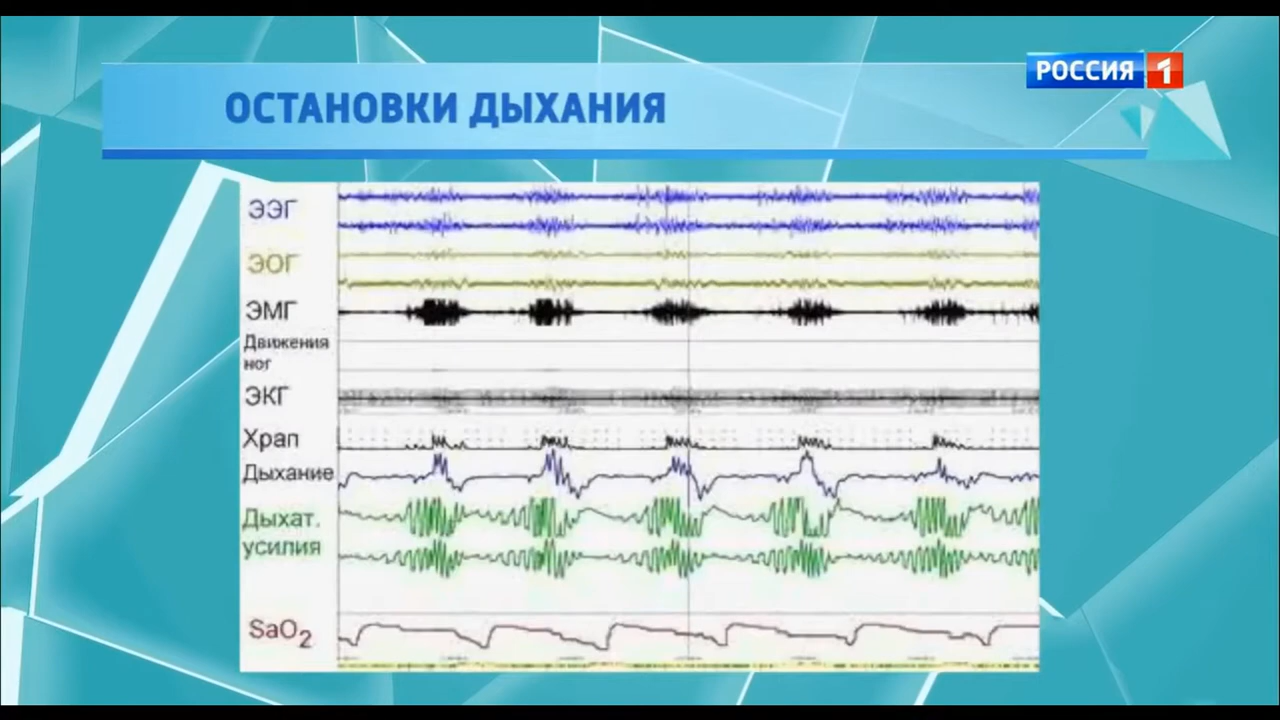 РОССИЯ 1
ОСТАНОВКИ ДЫХАНИЯ
ЭЭГ
ЭОГ
ЭМГ
Движения
ног
ЭКГ
Храп
Дыхание
Дыхат.
усилия
SaO₂